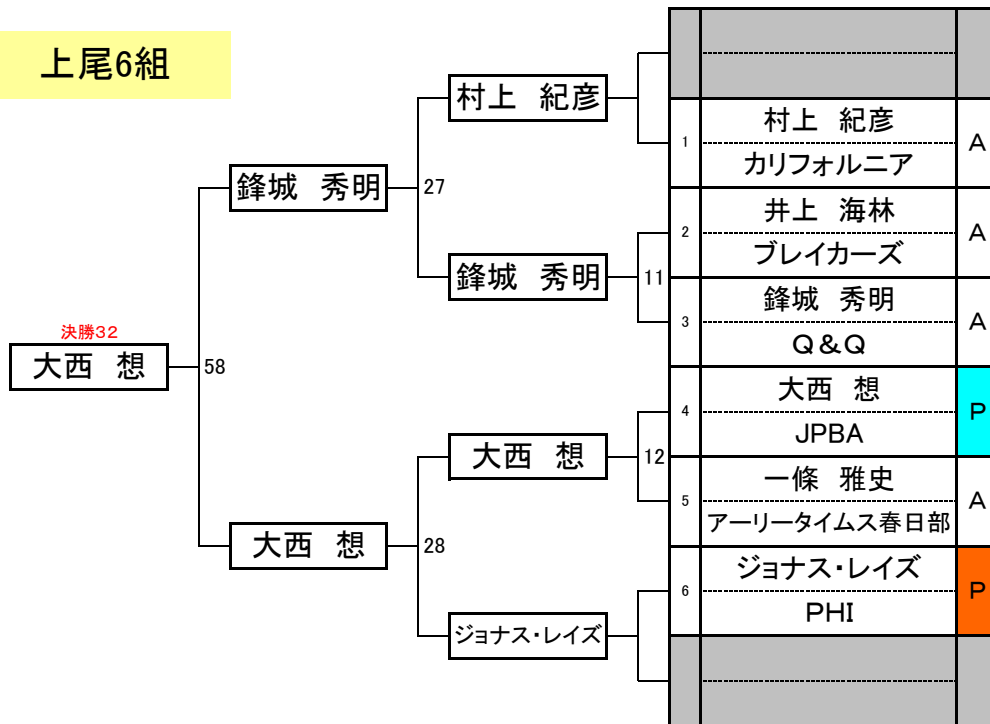 上尾6組
決勝32
大西　想
58
鋒城　秀明
大西　想
27
28
村上　紀彦
鋒城　秀明
大西　想
ジョナス・レイズ
11
12
1
村上　紀彦
カリフォルニア
A
2
井上　海林
ブレイカーズ
A
3
鋒城　秀明
Q&Q
A
4
大西　想
JPBA
P
5
一條　雅史
アーリータイムス春日部
A
6
ジョナス・レイズ
PHI
P